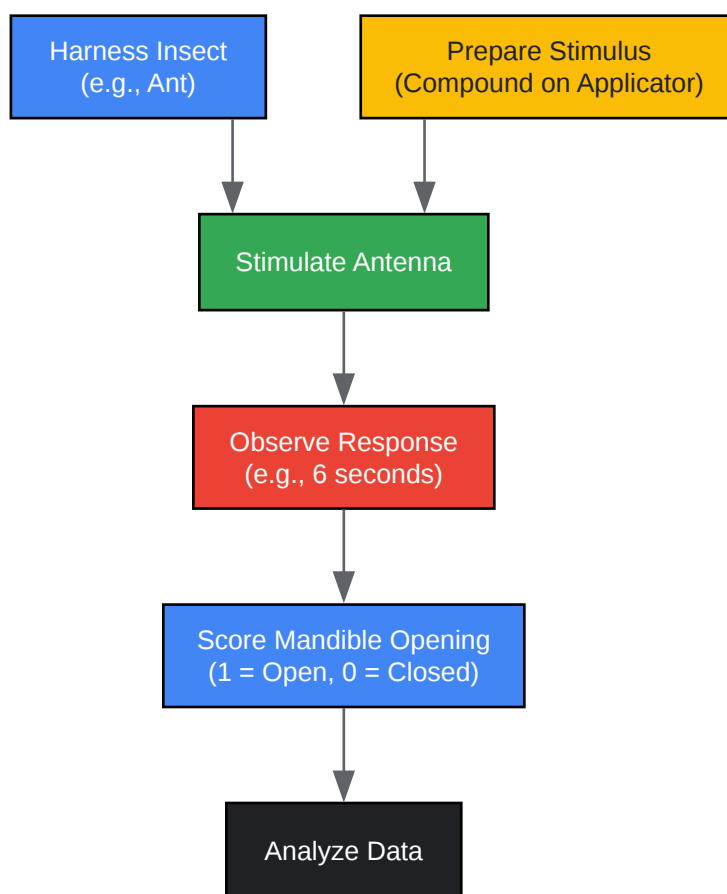 Harness Insect
(e.g., Ant)
Prepare Stimulus
(Compound on Applicator)
Stimulate Antenna
Observe Response
(e.g., 6 seconds)
Score Mandible Opening
(1 = Open, 0 = Closed)
Analyze Data